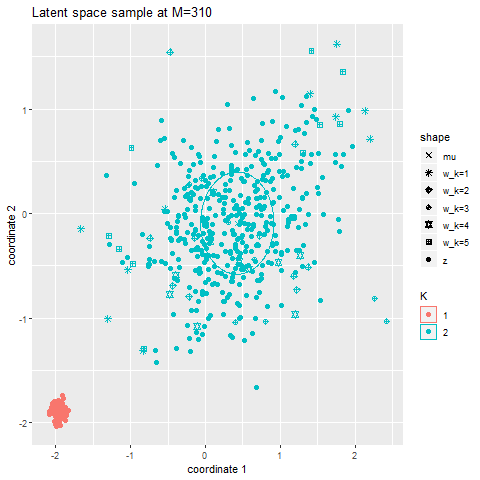 Latent space sample at M=310
1
0
-1
-2
coordinate 2
-2
-1
0
1
2
coordinate 1
shape
mu
w_k=1
w_k=2
w_k=3
w_k=4
w_k=5
z
K
1
2